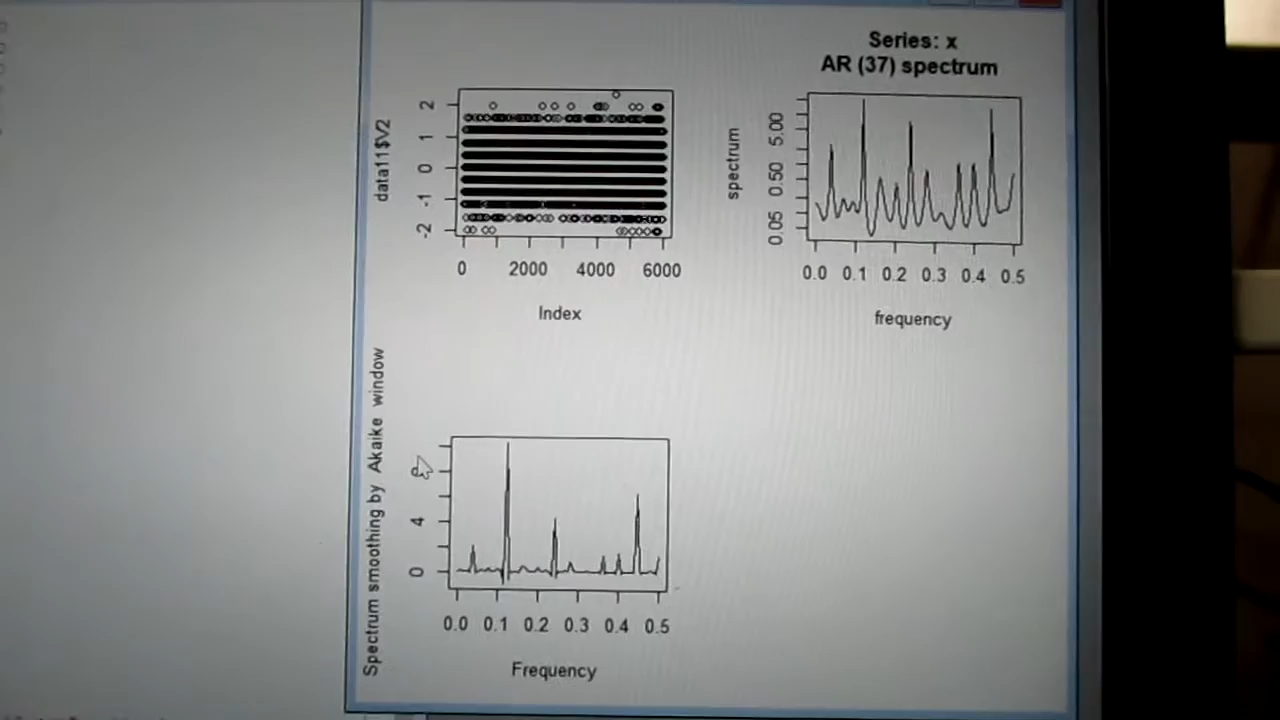 Series: x
AR (37) spectrum
data11$V2
2
1
0
-1
-2
0 2000 4000 6000
Index
spectrum
5.00
0.50
0.05
0.0 0.1 0.2 0.3 0.4 0.5
frequency
Spectrum smoothing by Akaike window
4
0
0.0 0.1 0.2 0.3 0.4 0.5
Frequency